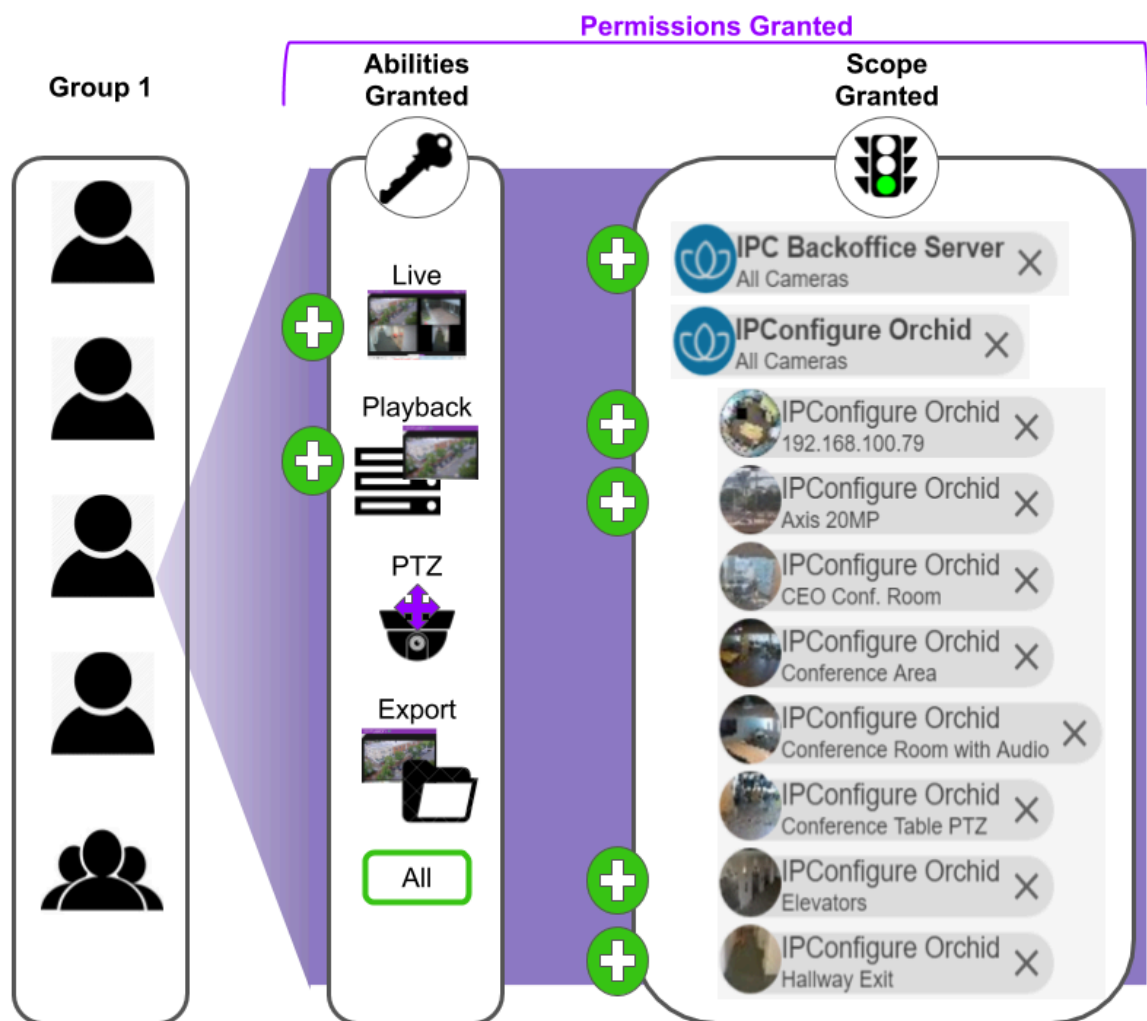 Permissions Granted
Group 1
Abilities
Granted
Scope
Granted
Live
Playback
PTZ
Export
All
IPC Backoffice Server
All Cameras
IPConfigure Orchid
All Cameras
IPConfigure Orchid
192.168.100.79
IPConfigure Orchid
Axis 20MP
IPConfigure Orchid
CEO Conf. Room
IPConfigure Orchid
Conference Area
IPConfigure Orchid
Conference Room with Audio
IPConfigure Orchid
Conference Table PTZ
IPConfigure Orchid
Elevators
IPConfigure Orchid
Hallway Exit